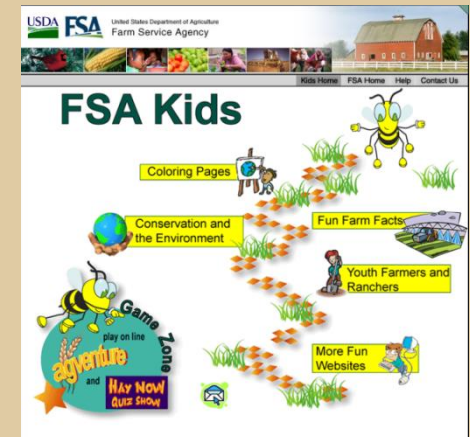 USDA
FSA
United States Department of Agriculture
Farm Service Agency
Kids Home FSA Home Help Contact Us
FSA Kids
Coloring Pages
Conservation and
the Environment
Fun Farm Facts
Youth Farmers and
Ranchers
More Fun
Websites
Game Zone
play on line
agventure
and
HAY NOW
QUIZ SHOW